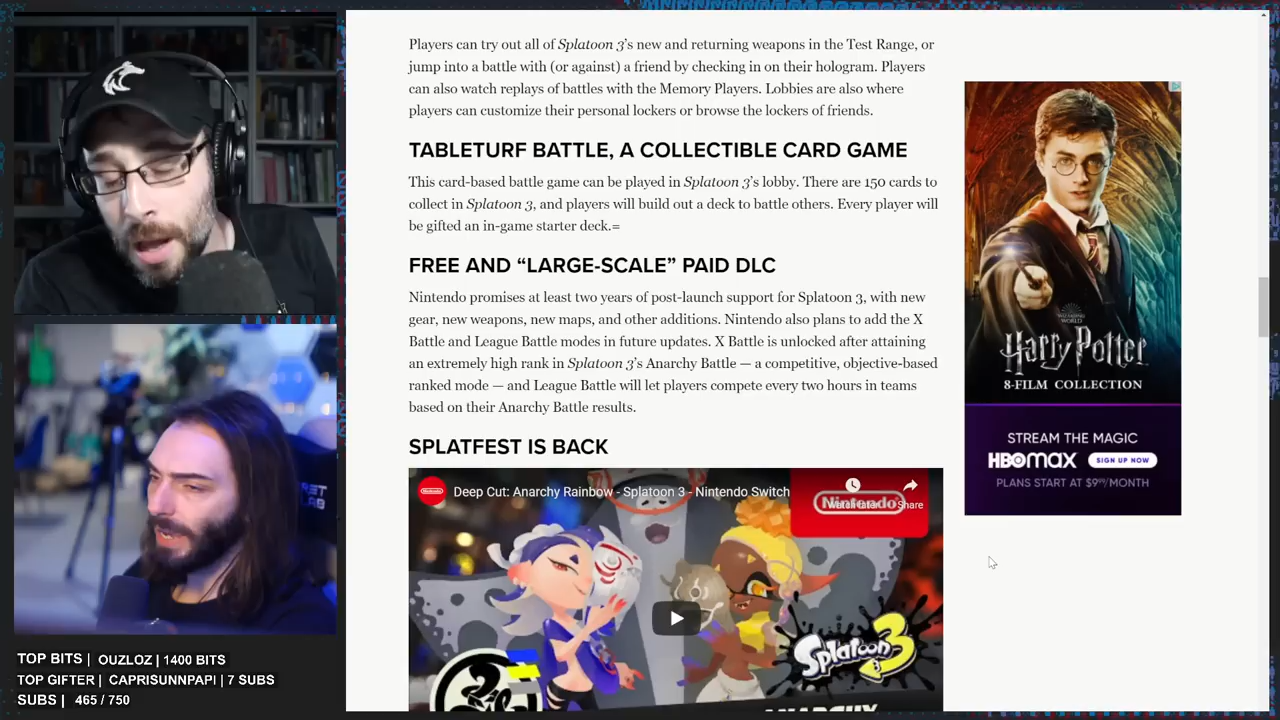 Players can try out all of Splatoon 3's new and returning weapons in the Test Range, or
jump into a battle with (or against) a friend by checking in on their hologram. Players
can also watch replays of battles with the Memory Players. Lobbies are also where
players can customize their personal lockers or browse the lockers of friends.
TABLETURF BATTLE, A COLLECTIBLE CARD GAME
This card-based battle game can be played in Splatoon 3's lobby. There are 150 cards to
collect in Splatoon 3, and players will build out a deck to battle others. Every player will
be gifted an in-game starter deck.=
FREE AND “LARGE-SCALE” PAID DLC
Nintendo promises at least two years of post-launch support for Splatoon 3, with new
gear, new weapons, new maps, and other additions. Nintendo also plans to add the X
Battle and League Battle modes in future updates. X Battle is unlocked after attaining
an extremely high rank in Splatoon 3's Anarchy Battle — a competitive, objective-based
ranked mode — and League Battle will let players compete every two hours in teams
based on their Anarchy Battle results.
SPLATFEST IS BACK
Deep Cut: Anarchy Rainbow - Splatoon 3 - Nintendo Switch
Nintendo
Watch later
Share
Splatoon 3
ANARCHY
WIZARDING
WORLD
Harry Potter
8-FILM COLLECTION
STREAM THE MAGIC
HBOMAX SIGN UP NOW
PLANS START AT $9.99/MONTH
TOP BITS | OUZLOZ | 1400 BITS
TOP GIFTER | CAPRISUNNPAPI | 7 SUBS
SUBS | 465 / 750